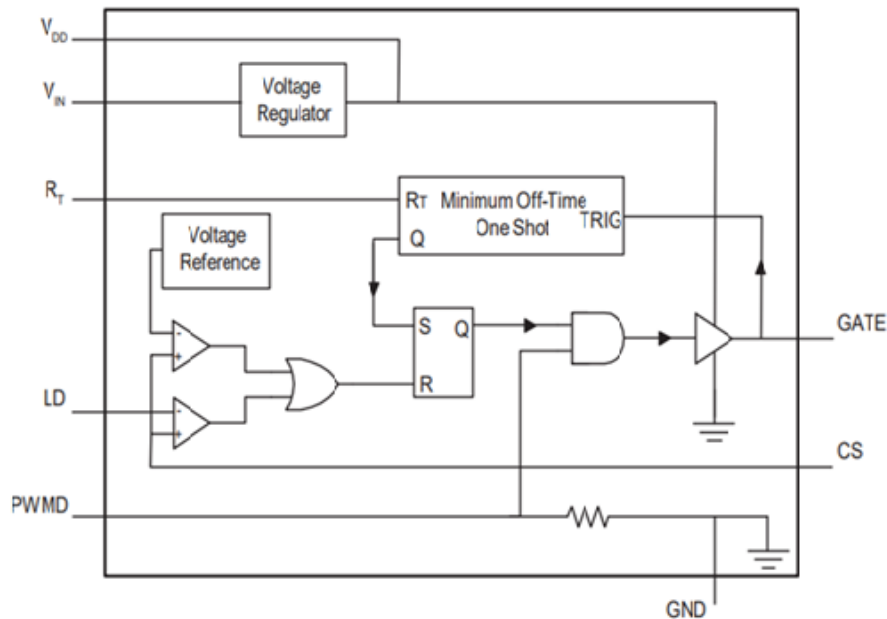 VDD
VIN
Voltage
Regulator
RT
RT Minimum Off-Time
One Shot
TRIG
Q
Voltage
Reference
S Q
R
-
+
-
+
GATE
LD
CS
PWMD
GND